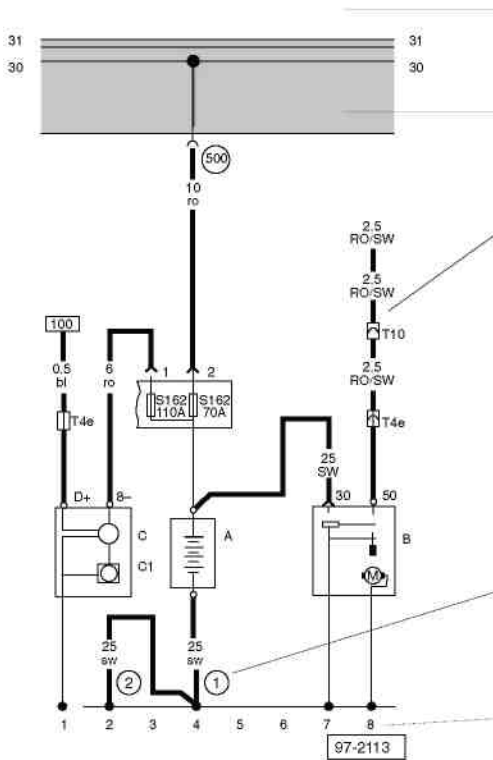 31 31
30 30
500
10
ro
2.5
RO/SW
2.5
RO/SW
100
T10
0.5
bl
6
ro
1 2
2.5
RO/SW
S162 S162
110A 70A
T4e T4e
25
SW
D+ 8– 30 50
C A B
C1
M
25
sw
2
25
sw
1
1 2 3 4 5 6 7 8
97-2113